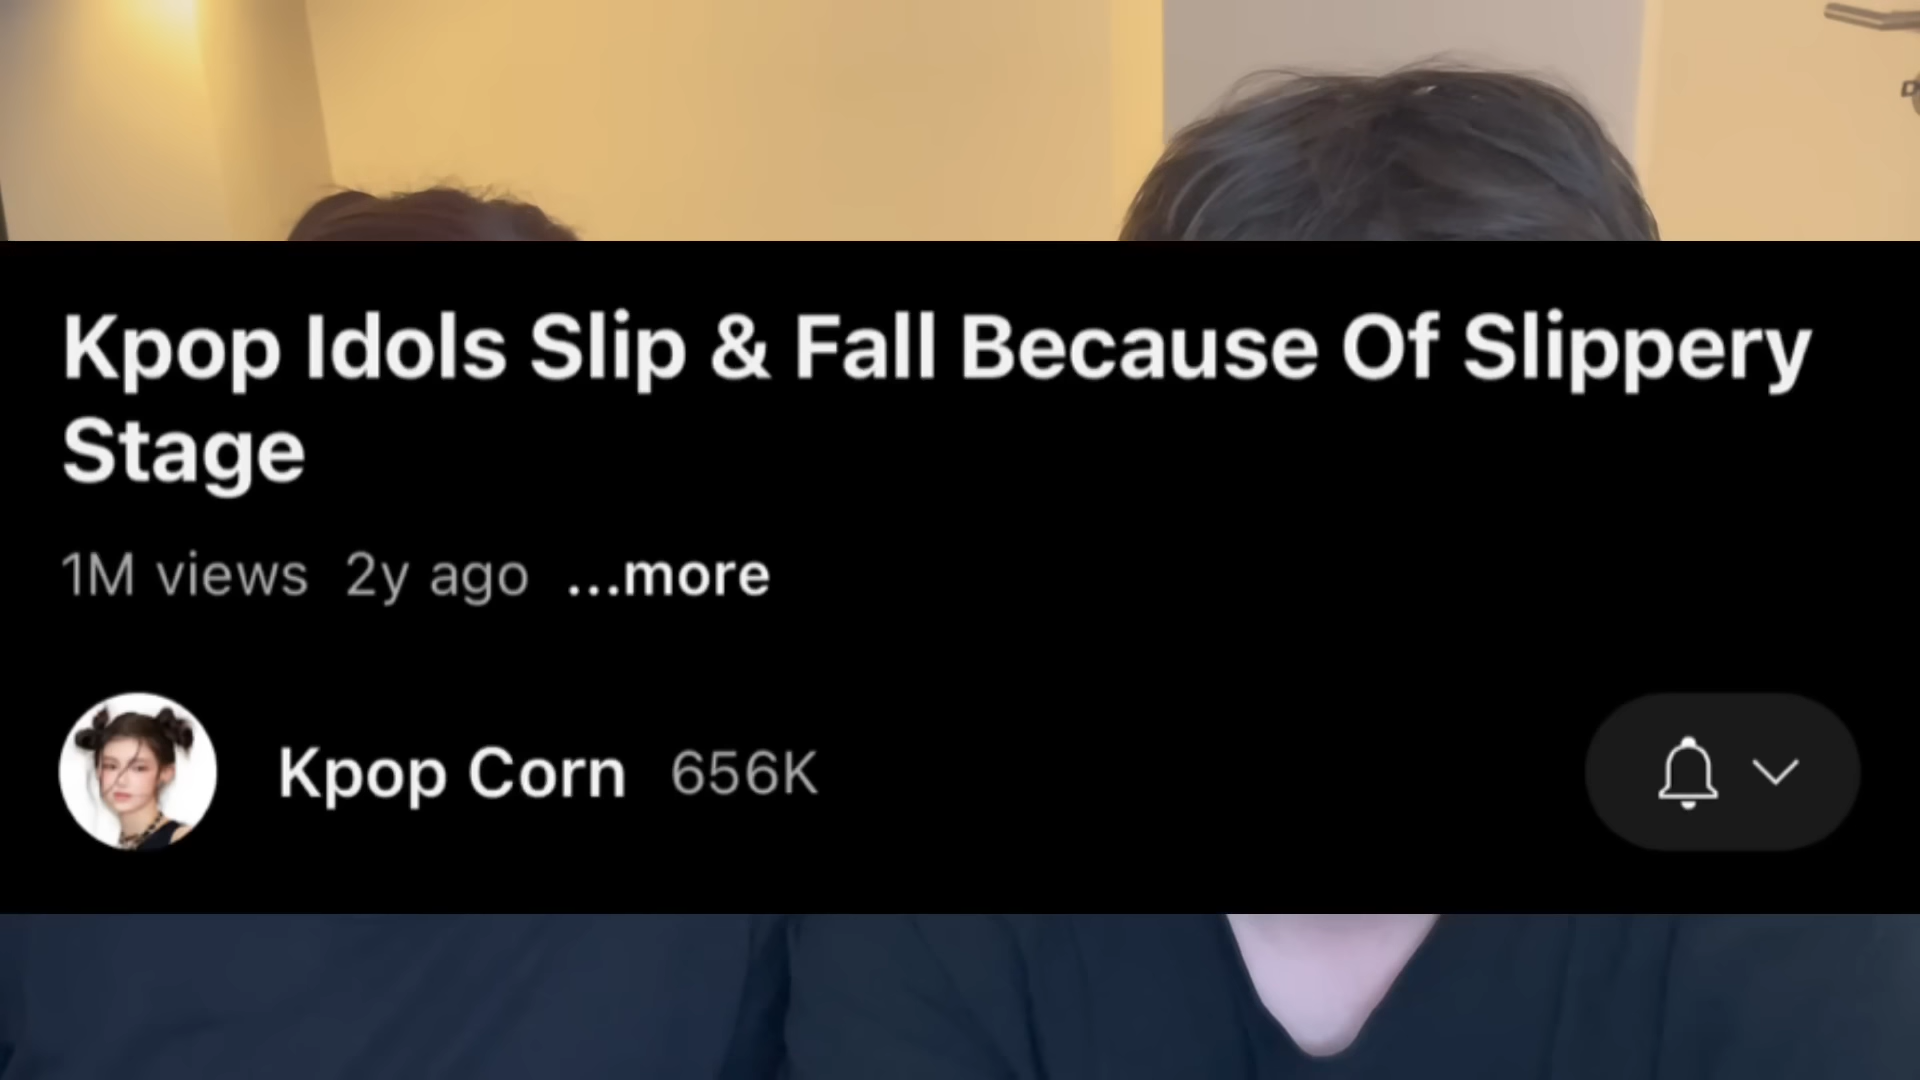 Kpop Idols Slip & Fall Because Of Slippery
Stage
1M views 2y ago ...more
Kpop Corn 656K